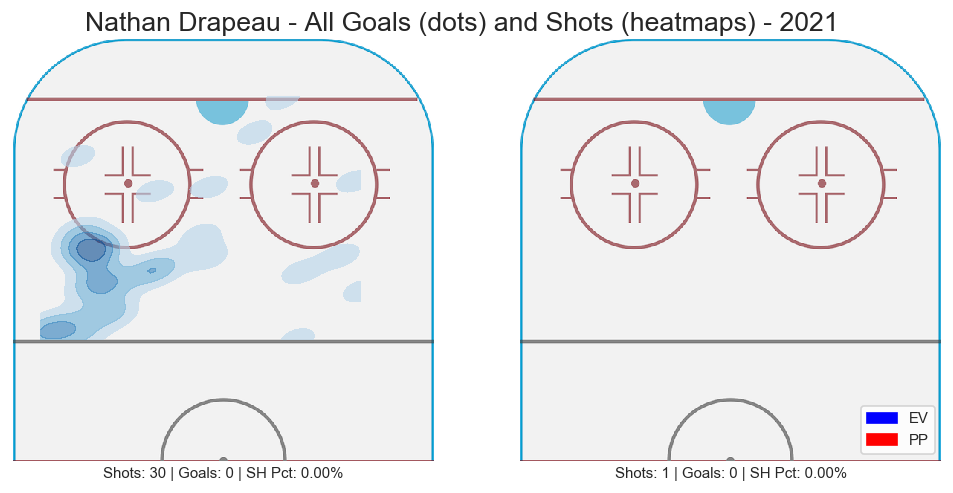 Nathan Drapeau - All Goals (dots) and Shots (heatmaps) - 2021
EV
PP
Shots: 30 | Goals: 0 | SH Pct: 0.00%
Shots: 1 | Goals: 0 | SH Pct: 0.00%